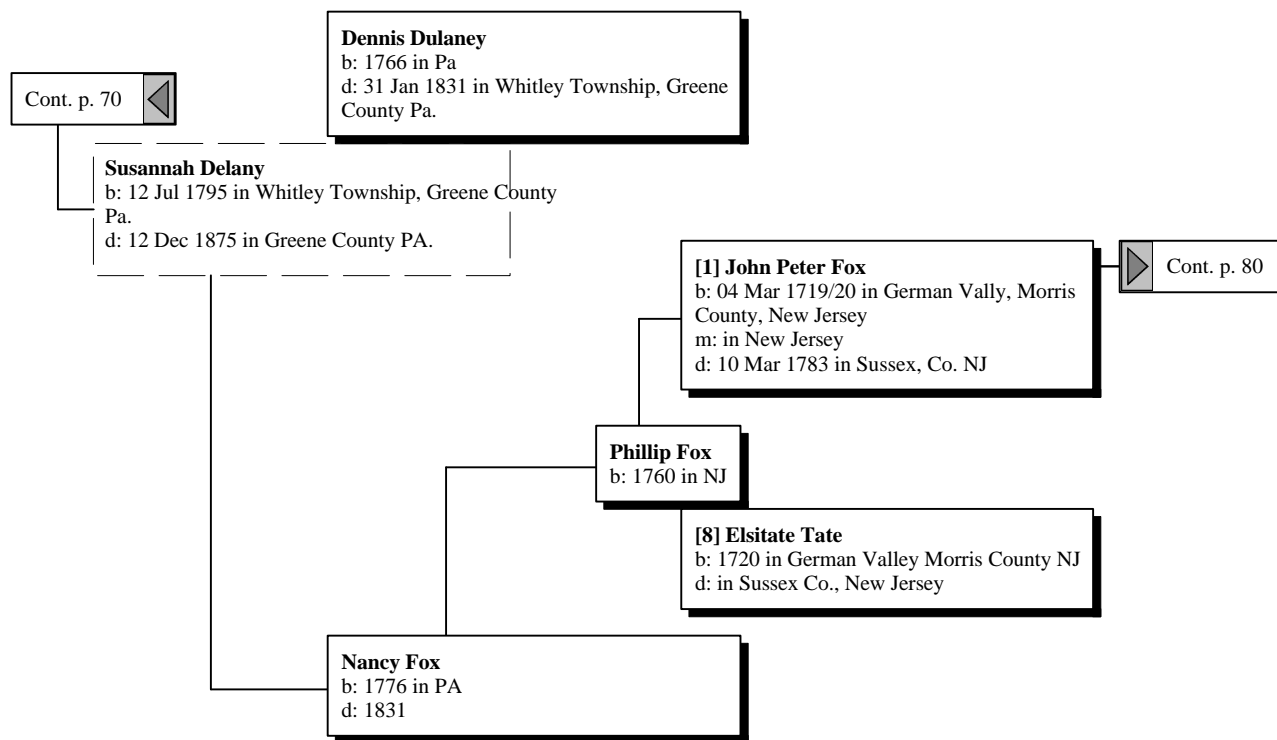 Dennis Dulaney
b: 1766 in Pa
d: 31 Jan 1831 in Whitley Township, Greene
County Pa.
Cont. p. 70
Susannah Delany
b: 12 Jul 1795 in Whitley Township, Greene County
Pa.
d: 12 Dec 1875 in Greene County PA.
[1] John Peter Fox
b: 04 Mar 1719/20 in German Vally, Morris
County, New Jersey
m: in New Jersey
d: 10 Mar 1783 in Sussex, Co. NJ
Cont. p. 80
Phillip Fox
b: 1760 in NJ
[8] Elsitate Tate
b: 1720 in German Valley Morris County NJ
d: in Sussex Co., New Jersey
Nancy Fox
b: 1776 in PA
d: 1831